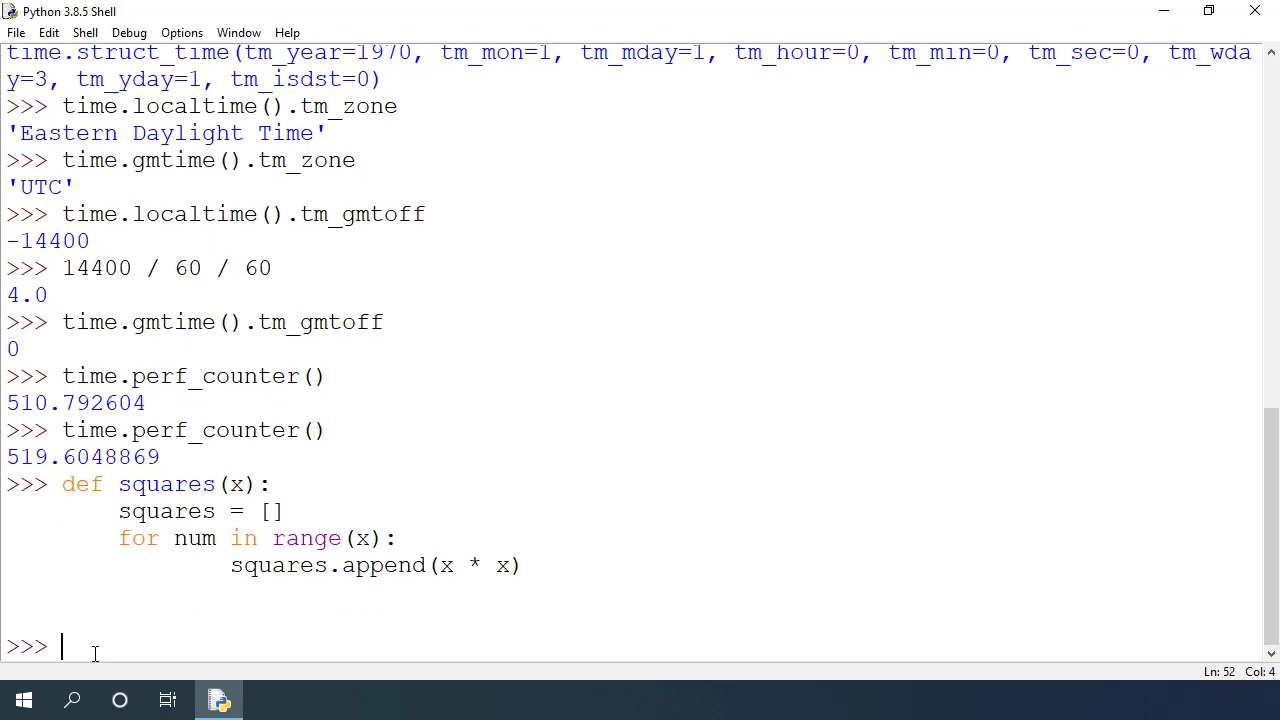 Python 3.8.5 Shell
File Edit Shell Debug Options Window Help
time.struct_time(tm_year=1970, tm_mon=1, tm_mday=1, tm_hour=0, tm_min=0, tm_sec=0, tm_wda
y=3, tm_yday=1, tm_isdst=0)
>>> time.localtime().tm_zone
'Eastern Daylight Time'
>>> time.gmtime().tm_zone
'UTC'
>>> time.localtime().tm_gmtoff
-14400
>>> 14400 / 60 / 60
4.0
>>> time.gmtime().tm_gmtoff
0
>>> time.perf_counter()
510.792604
>>> time.perf_counter()
519.6048869
>>> def squares(x):
        squares = []
        for num in range(x):
                squares.append(x * x)
>>>
Ln: 52 Col: 4